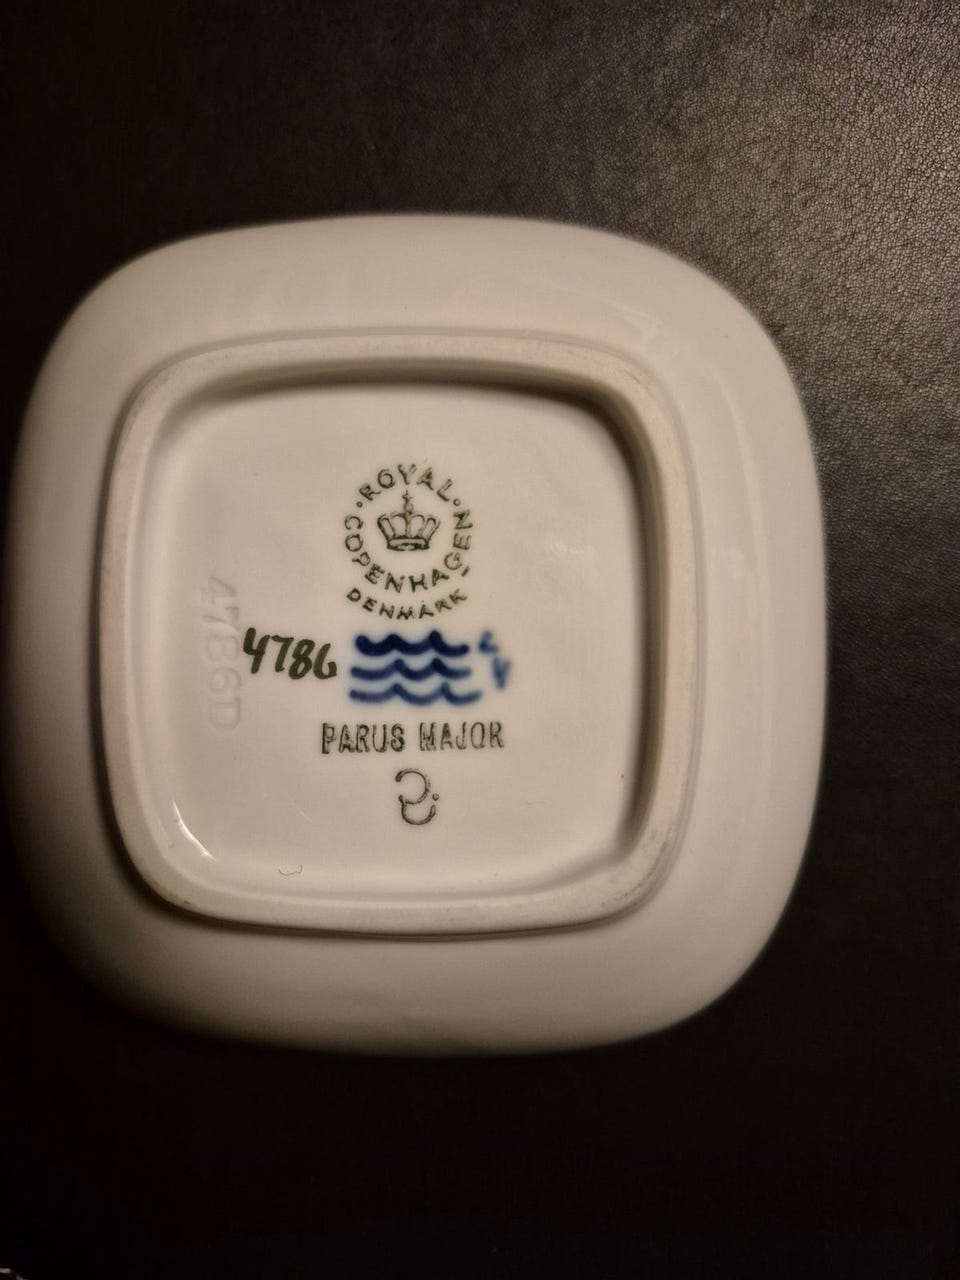 ROYAL
COPENHAGEN
DENMARK
4786
4786D
PARUS MAJOR